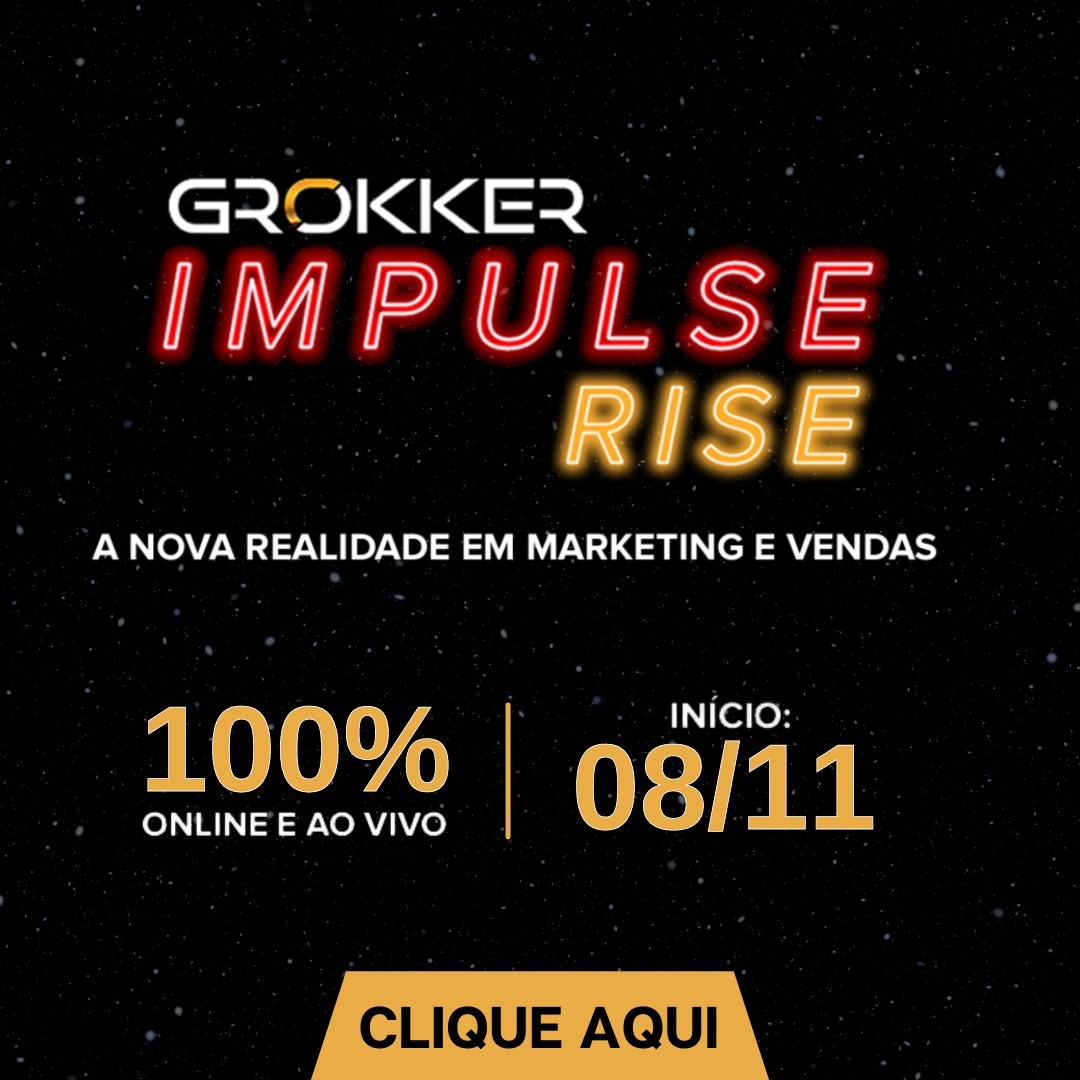 GROKKER
IMPULSE
RISE
A NOVA REALIDADE EM MARKETING E VENDAS
100%
ONLINE E AO VIVO
INÍCIO:
08/11
CLIQUE AQUI